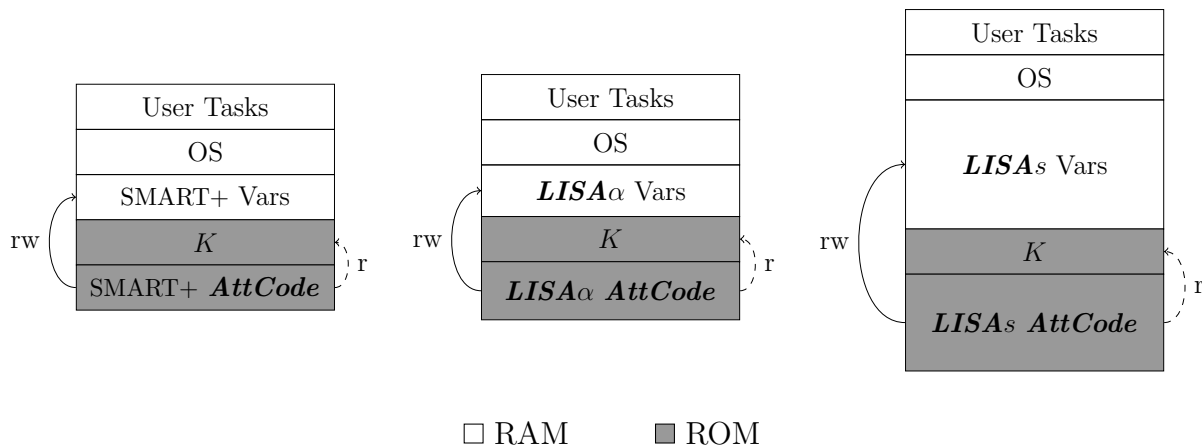 User Tasks
OS
SMART+ Vars
K
SMART+ AttCode
rw
r
User Tasks
OS
LISAα Vars
K
LISAα AttCode
rw
r
User Tasks
OS
LISAs Vars
K
LISAs AttCode
rw
r
RAM
ROM